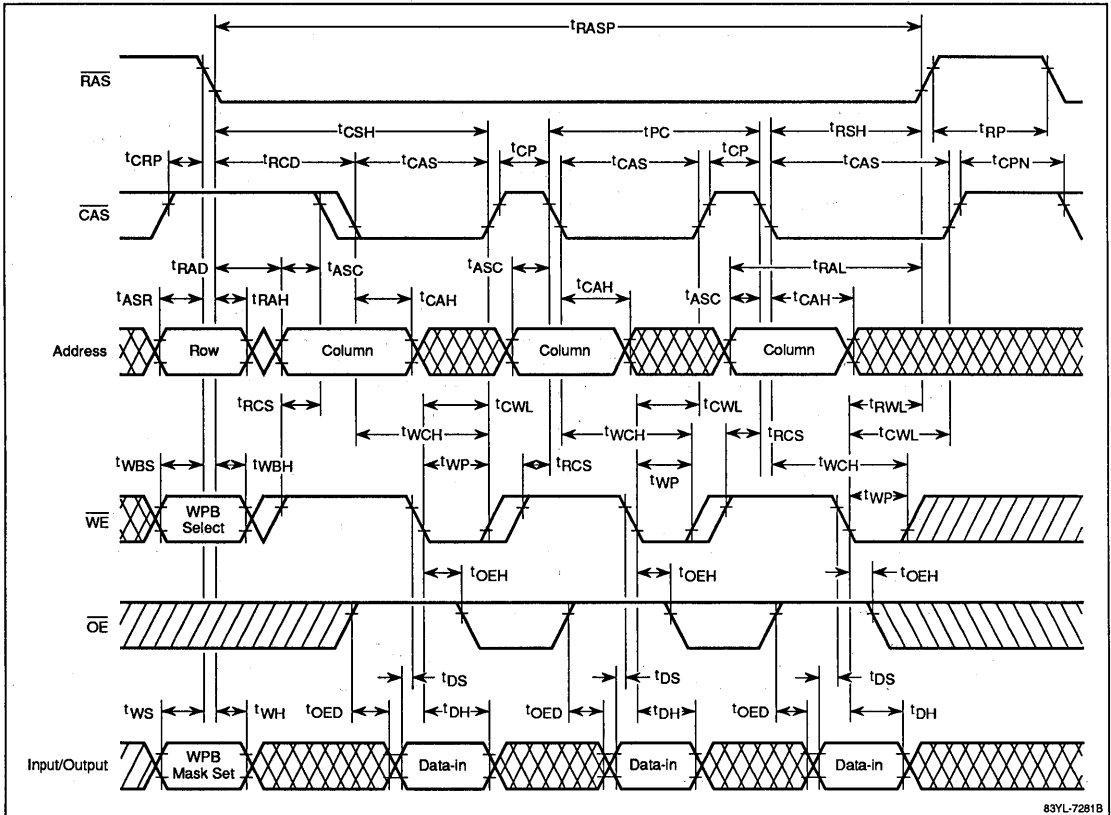 tRASP
RAS
tCSH
tPC
tRSH
tRP
tCRP
tRCD
tCAS
tCP
tCAS
tCP
tCAS
tCPN
CAS
tRAD
tASC
tASC
tRAL
tASR
tRAH
tCAH
tCAH
tASC
tCAH
Address
Row
Column
Column
Column
tRCS
tCWL
tCWL
tRWL
tWCH
tWCH
tRCS
tCWL
tWBS
tWBH
tWP
tRCS
tWP
tWCH
tWP
WE
WPB
Select
tOEH
tOEH
tOEH
OE
tDS
tDS
tDS
tWS
tWH
tOED
tDH
tOED
tDH
tOED
tDH
Input/Output
WPB
Mask Set
Data-in
Data-in
Data-in
83YL-7281B